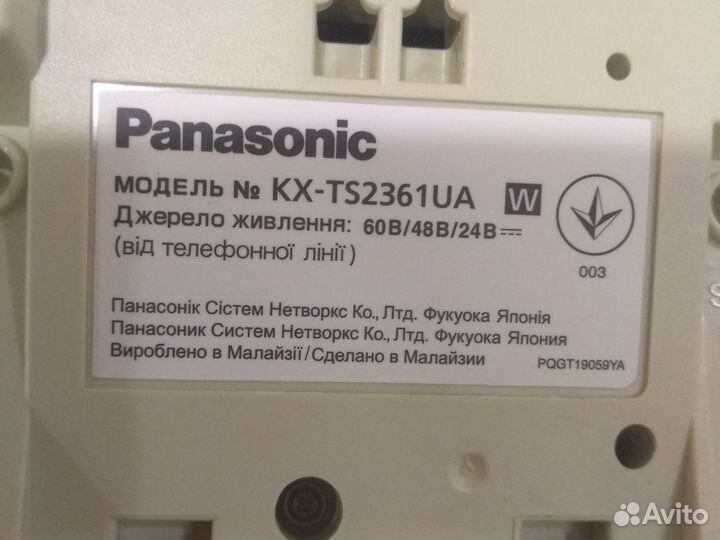 Panasonic
МОДЕЛЬ № KX-TS2361UA W
Джерело живлення: 60В/48В/24В⎓
(від телефонної лінії)
003
Панасонік Сістем Нетворкс Ко., Лтд. Фукуока Японія
Панасоник Систем Нетворкс Ко., Лтд. Фукуока Япония
Вироблено в Малайзії/Сделано в Малайзии
PQGT19059YA
Avito